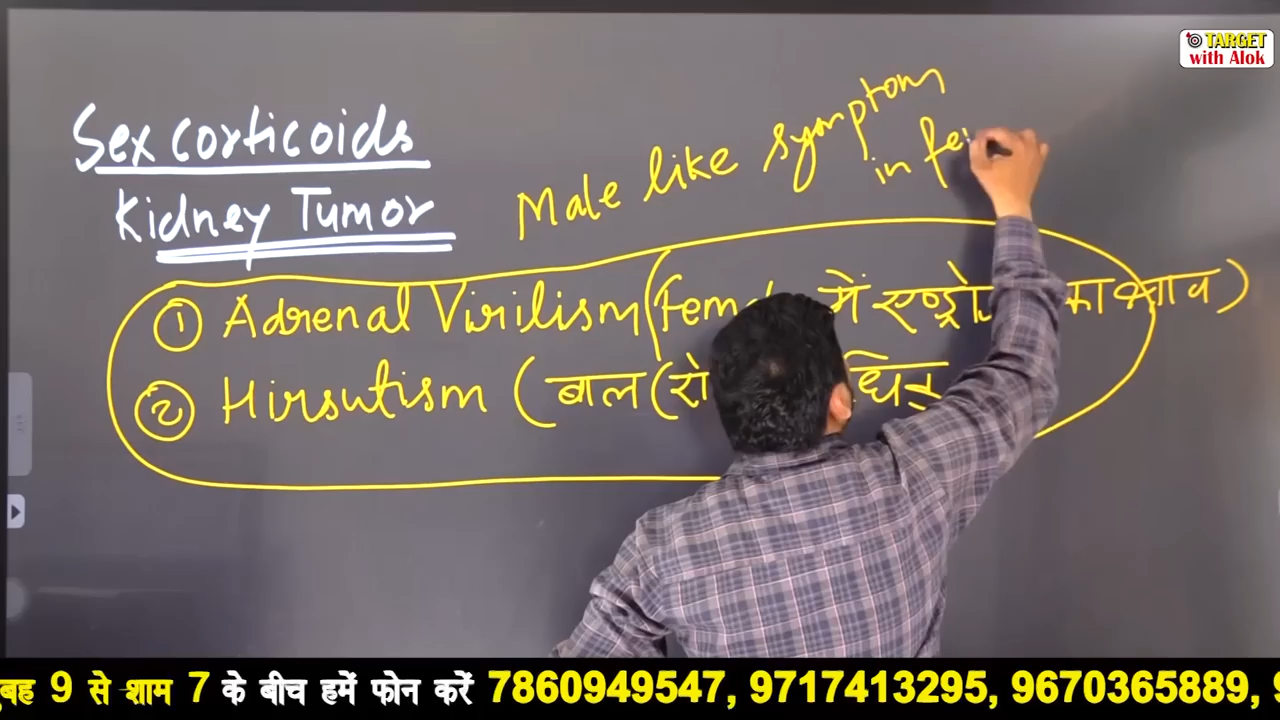 TARGET
with Alok
Sex corticoids
Kidney Tumor
Male like symptom
in fe
① Adrenal Virilism (Fem में का स्राव)
② Hirsutism (बाल (रो
सुबह 9 से शाम 7 के बीच हमें फोन करें 7860949547, 9717413295, 9670365889, 9